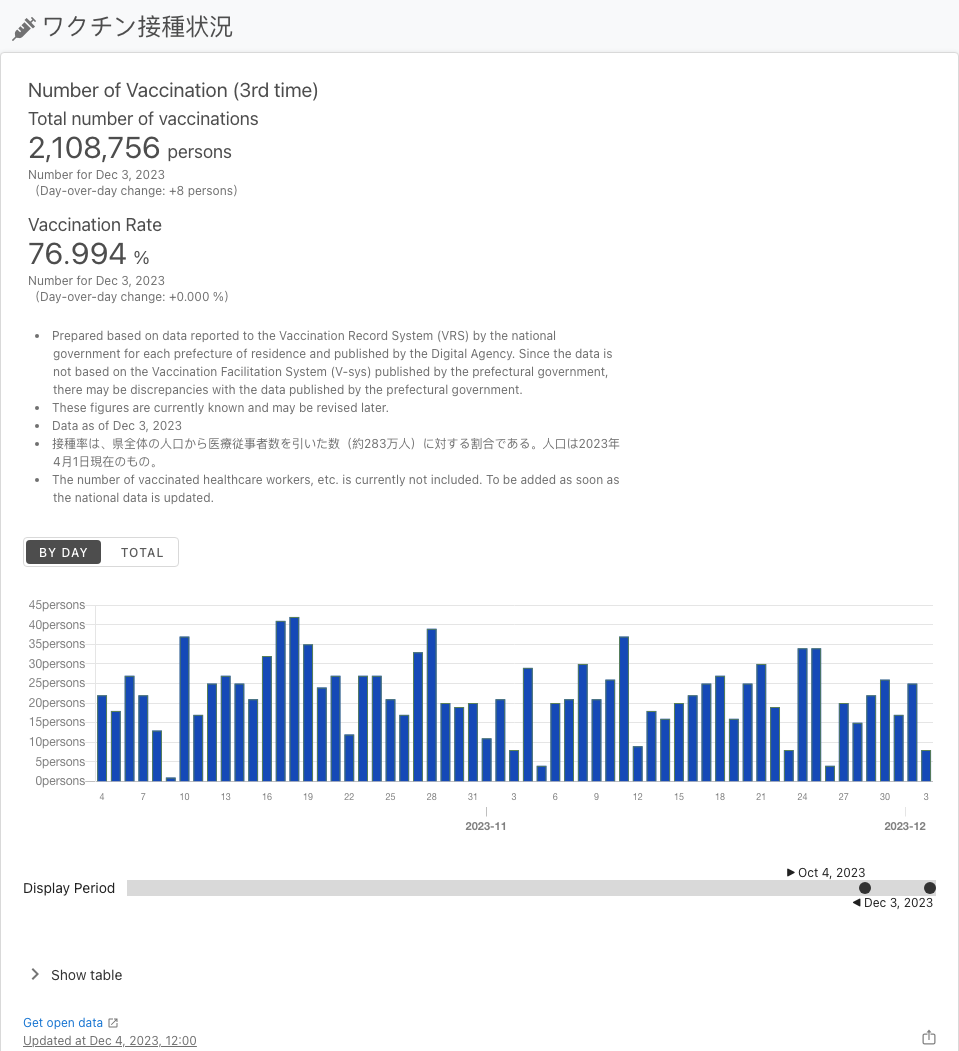 ワクチン接種状況
Number of Vaccination (3rd time)
Total number of vaccinations
2,108,756 persons
Number for Dec 3, 2023
(Day-over-day change: +8 persons)
Vaccination Rate
76.994 %
Number for Dec 3, 2023
(Day-over-day change: +0.000 %)
• Prepared based on data reported to the Vaccination Record System (VRS) by the national
government for each prefecture of residence and published by the Digital Agency. Since the data is
not based on the Vaccination Facilitation System (V-sys) published by the prefectural government,
there may be discrepancies with the data published by the prefectural government.
• These figures are currently known and may be revised later.
• Data as of Dec 3, 2023
• 接種率は、県全体の人口から医療従事者数を引いた数（約283万人）に対する割合である。人口は2023年
4月1日現在のもの。
• The number of vaccinated healthcare workers, etc. is currently not included. To be added as soon as
the national data is updated.
BY DAY TOTAL
45persons
40persons
35persons
30persons
25persons
20persons
15persons
10persons
5persons
0persons
4 7 10 13 16 19 22 25 28 31 3 6 9 12 15 18 21 24 27 30 3
2023-11 2023-12
Oct 4, 2023
Display Period
Dec 3, 2023
Show table
Get open data
Updated at Dec 4, 2023, 12:00